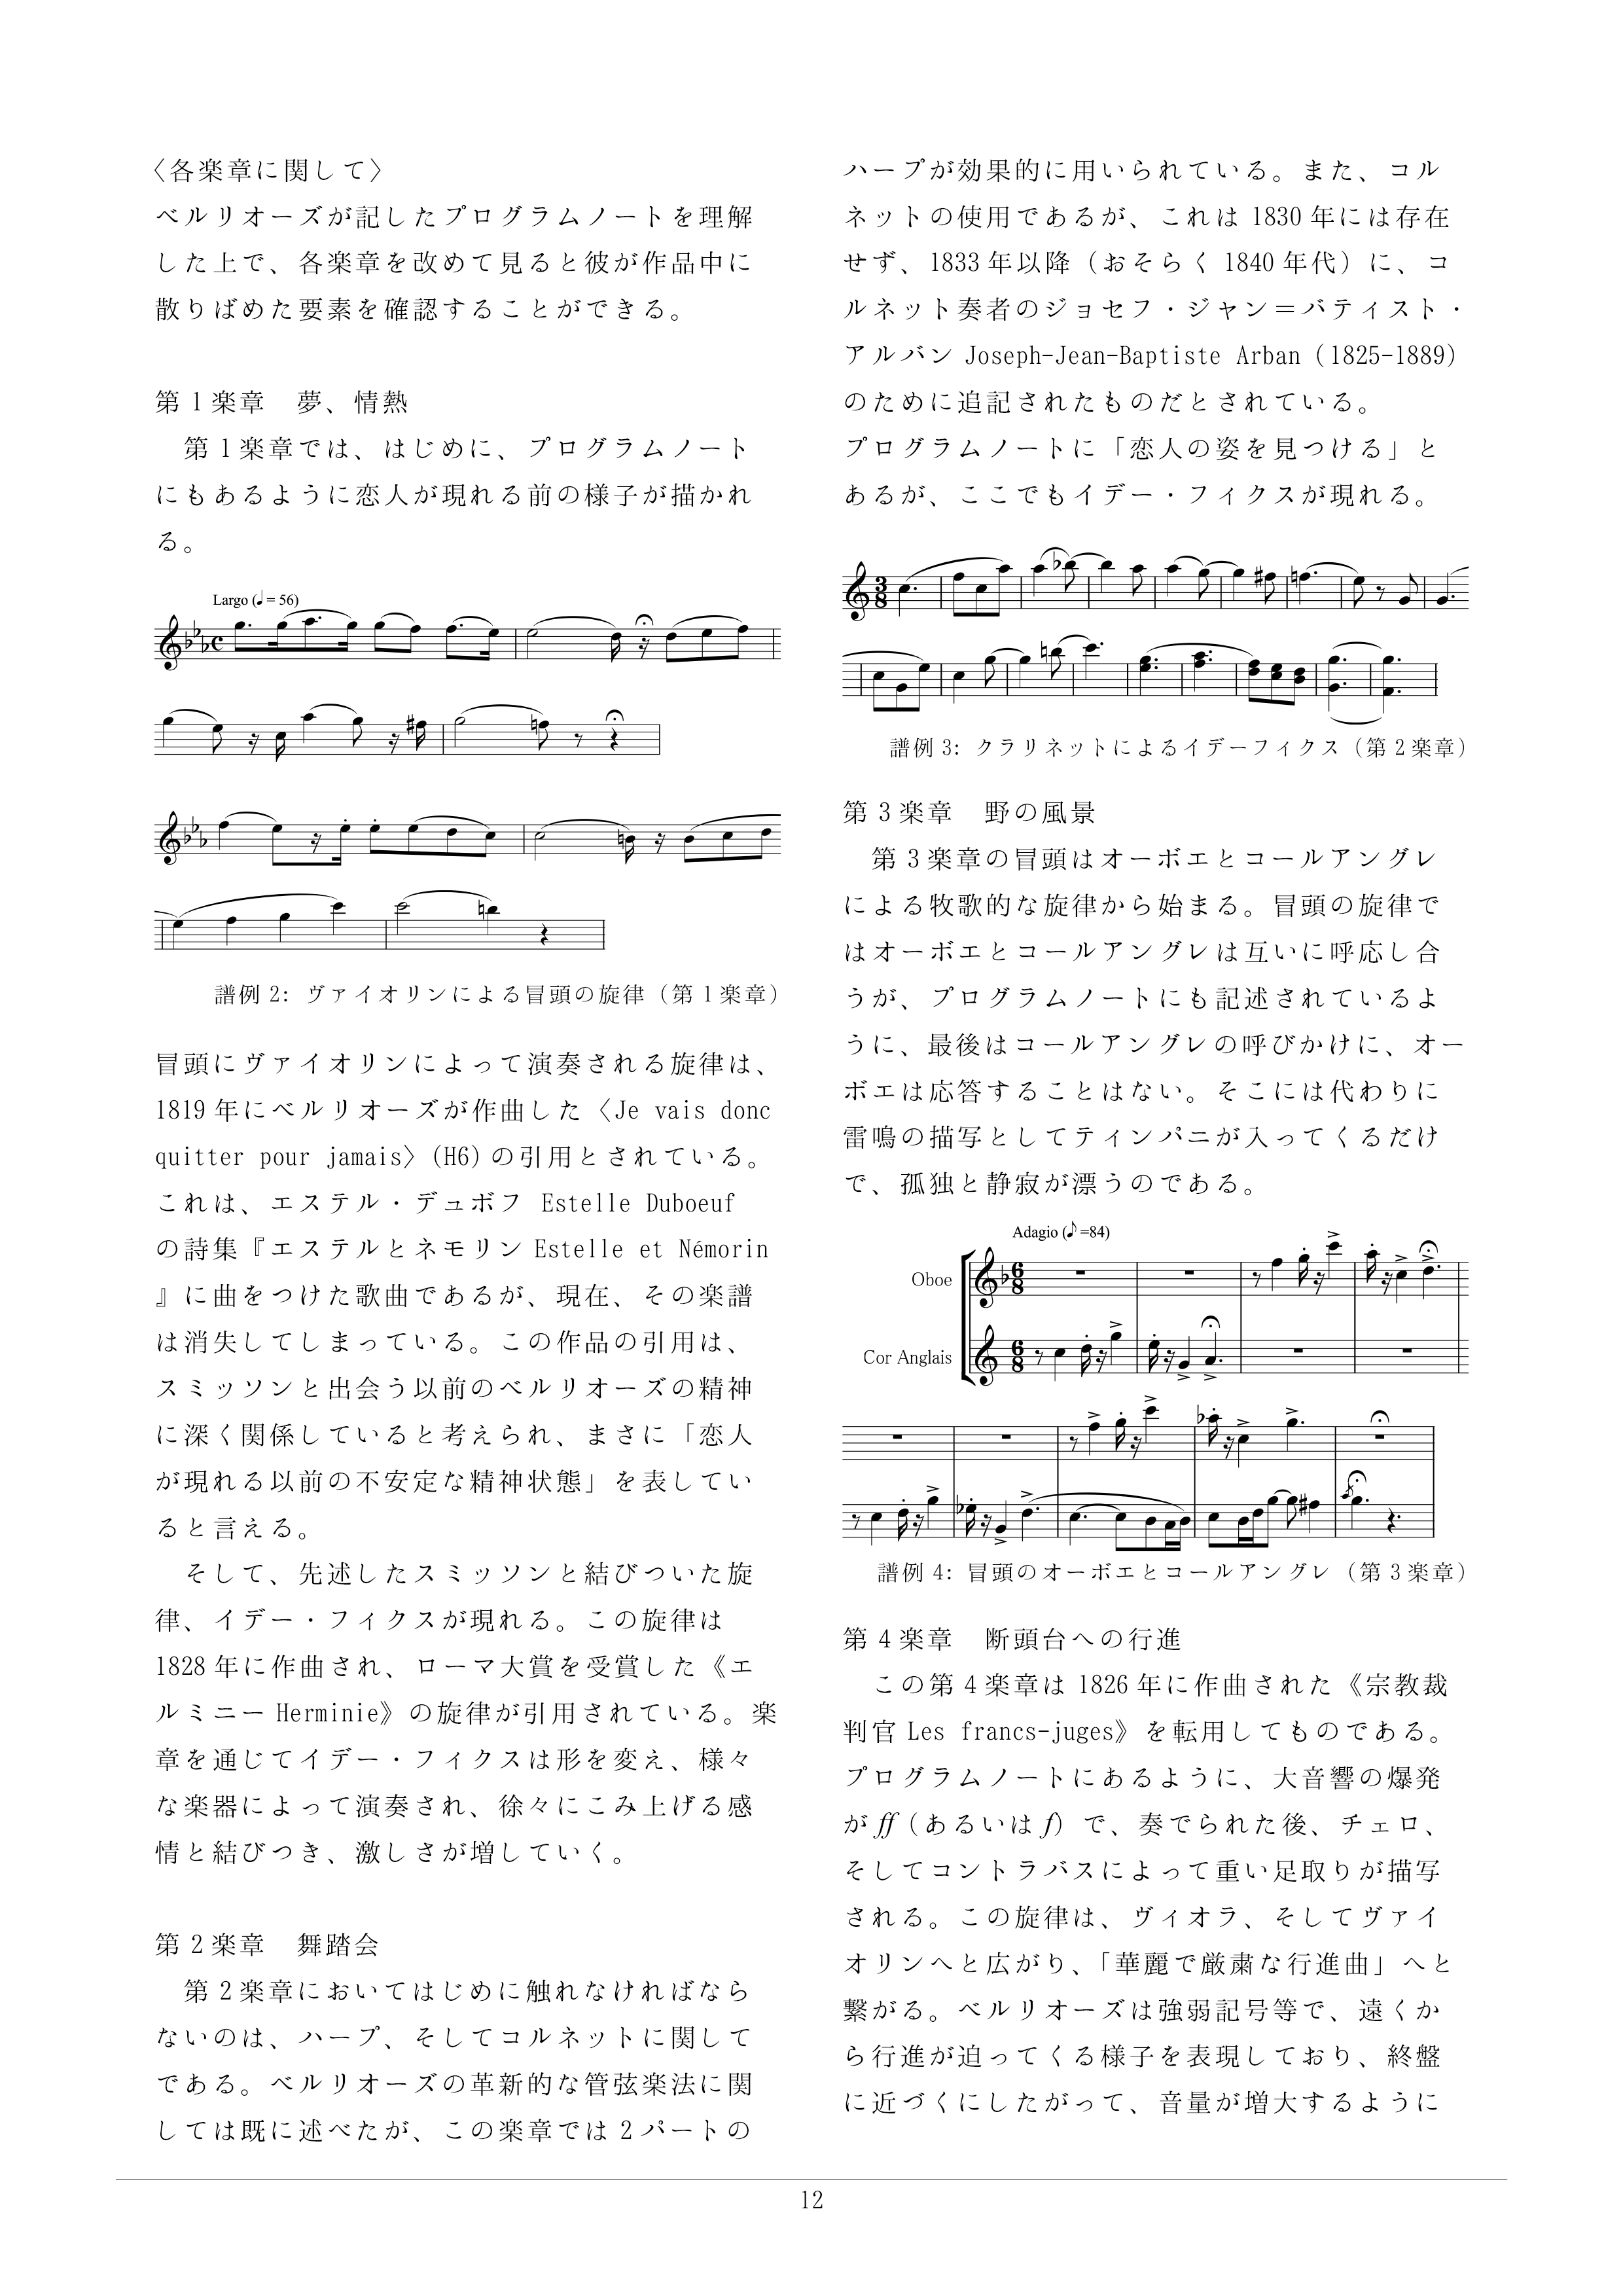 〈各楽章に関して〉
ベルリオーズが記したプログラムノートを理解
した上で、各楽章を改めて見ると彼が作品中に
散りばめた要素を確認することができる。
第1楽章　夢、情熱
　第1楽章では、はじめに、プログラムノート
にもあるように恋人が現れる前の様子が描かれ
る。
Largo (♩= 56)
譜例 2: ヴァイオリンによる冒頭の旋律（第1楽章）
冒頭にヴァイオリンによって演奏される旋律は、
1819年にベルリオーズが作曲した〈Je vais donc
quitter pour jamais〉(H6)の引用とされている。
これは、エステル・デュボフ Estelle Duboeuf
の詩集『エステルとネモリン Estelle et Némorin
』に曲をつけた歌曲であるが、現在、その楽譜
は消失してしまっている。この作品の引用は、
スミッソンと出会う以前のベルリオーズの精神
に深く関係していると考えられ、まさに「恋人
が現れる以前の不安定な精神状態」を表してい
ると言える。
　そして、先述したスミッソンと結びついた旋
律、イデー・フィクスが現れる。この旋律は
1828年に作曲され、ローマ大賞を受賞した《エ
ルミニー Herminie》の旋律が引用されている。楽
章を通じてイデー・フィクスは形を変え、様々
な楽器によって演奏され、徐々にこみ上げる感
情と結びつき、激しさが増していく。
第2楽章　舞踏会
　第2楽章においてはじめに触れなければなら
ないのは、ハープ、そしてコルネットに関して
である。ベルリオーズの革新的な管弦楽法に関
しては既に述べたが、この楽章では2パートの
ハープが効果的に用いられている。また、コル
ネットの使用であるが、これは1830年には存在
せず、1833年以降（おそらく1840年代）に、コ
ルネット奏者のジョセフ・ジャン＝バティスト・
アルバン Joseph-Jean-Baptiste Arban（1825-1889）
のために追記されたものだとされている。
プログラムノートに「恋人の姿を見つける」と
あるが、ここでもイデー・フィクスが現れる。
3
8
譜例 3: クラリネットによるイデーフィクス（第2楽章）
第3楽章　野の風景
　第3楽章の冒頭はオーボエとコールアングレ
による牧歌的な旋律から始まる。冒頭の旋律で
はオーボエとコールアングレは互いに呼応し合
うが、プログラムノートにも記述されているよ
うに、最後はコールアングレの呼びかけに、オー
ボエは応答することはない。そこには代わりに
雷鳴の描写としてティンパニが入ってくるだけ
で、孤独と静寂が漂うのである。
Adagio (♪=84)
Oboe
6
8
Cor Anglais
6
8
譜例 4: 冒頭のオーボエとコールアングレ（第3楽章）
第4楽章　断頭台への行進
　この第4楽章は1826年に作曲された《宗教裁
判官 Les francs-juges》を転用してものである。
プログラムノートにあるように、大音響の爆発
が ff（あるいは f）で、奏でられた後、チェロ、
そしてコントラバスによって重い足取りが描写
される。この旋律は、ヴィオラ、そしてヴァイ
オリンへと広がり、「華麗で厳粛な行進曲」へと
繋がる。ベルリオーズは強弱記号等で、遠くか
ら行進が迫ってくる様子を表現しており、終盤
に近づくにしたがって、音量が増大するように
12